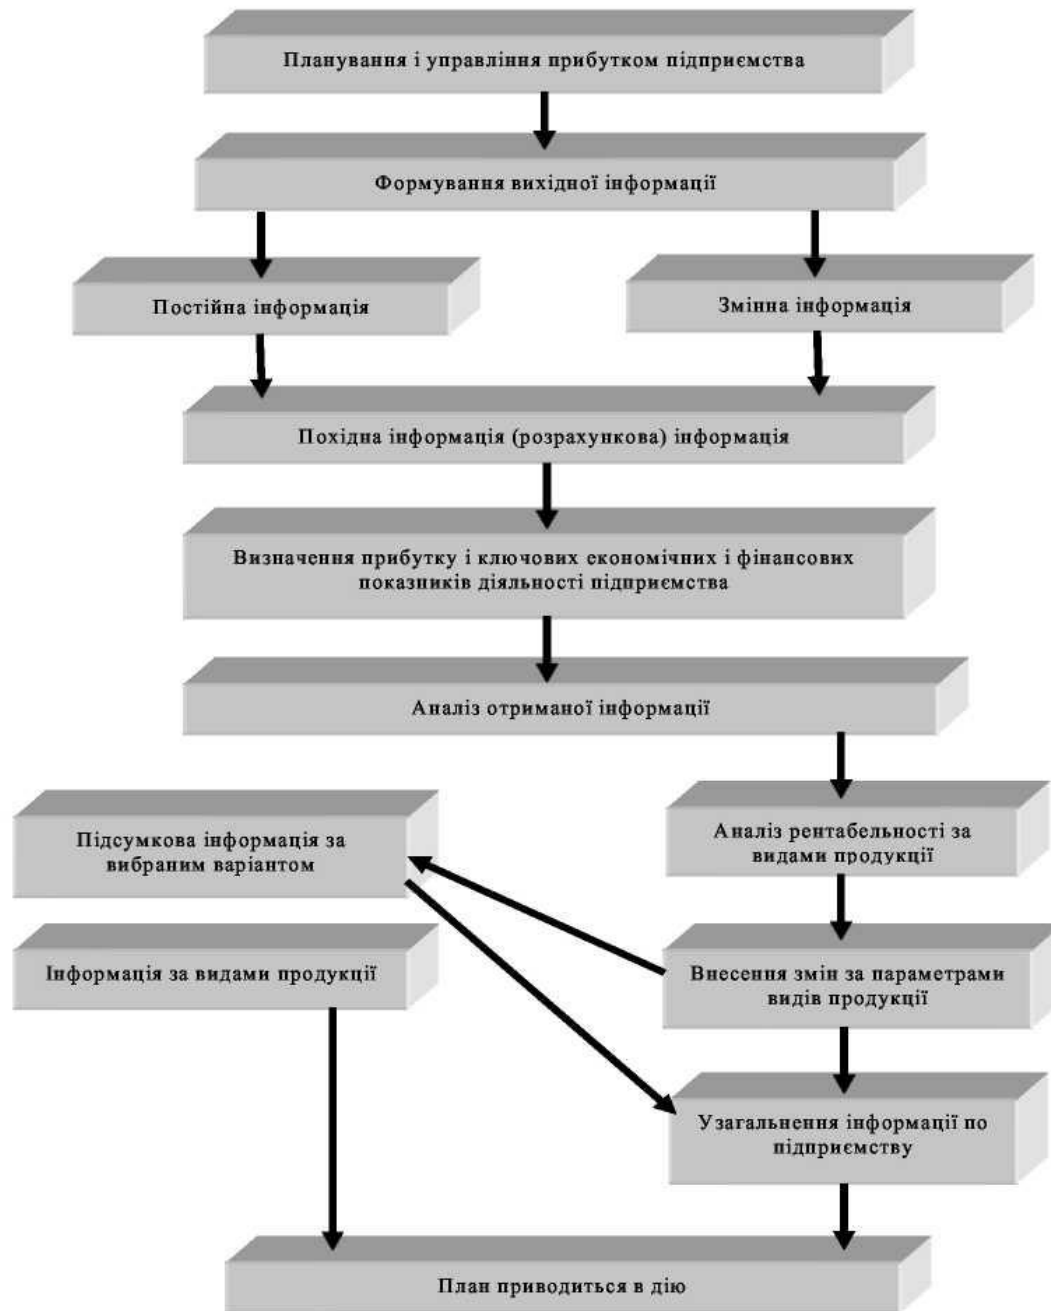 Планування і управління прибутком підприємства
Формування вихідної інформації
Постійна інформація
Змінна інформація
Похідна інформація (розрахункова) інформація
Визначення прибутку і ключових економічних і фінансових
показників діяльності підприємства
Аналіз отриманої інформації
Підсумкова інформація за
вибраним варіантом
Аналіз рентабельності за
видами продукції
Інформація за видами продукції
Внесення змін за параметрами
видів продукції
Узагальнення інформації по
підприємству
План приводиться в дію